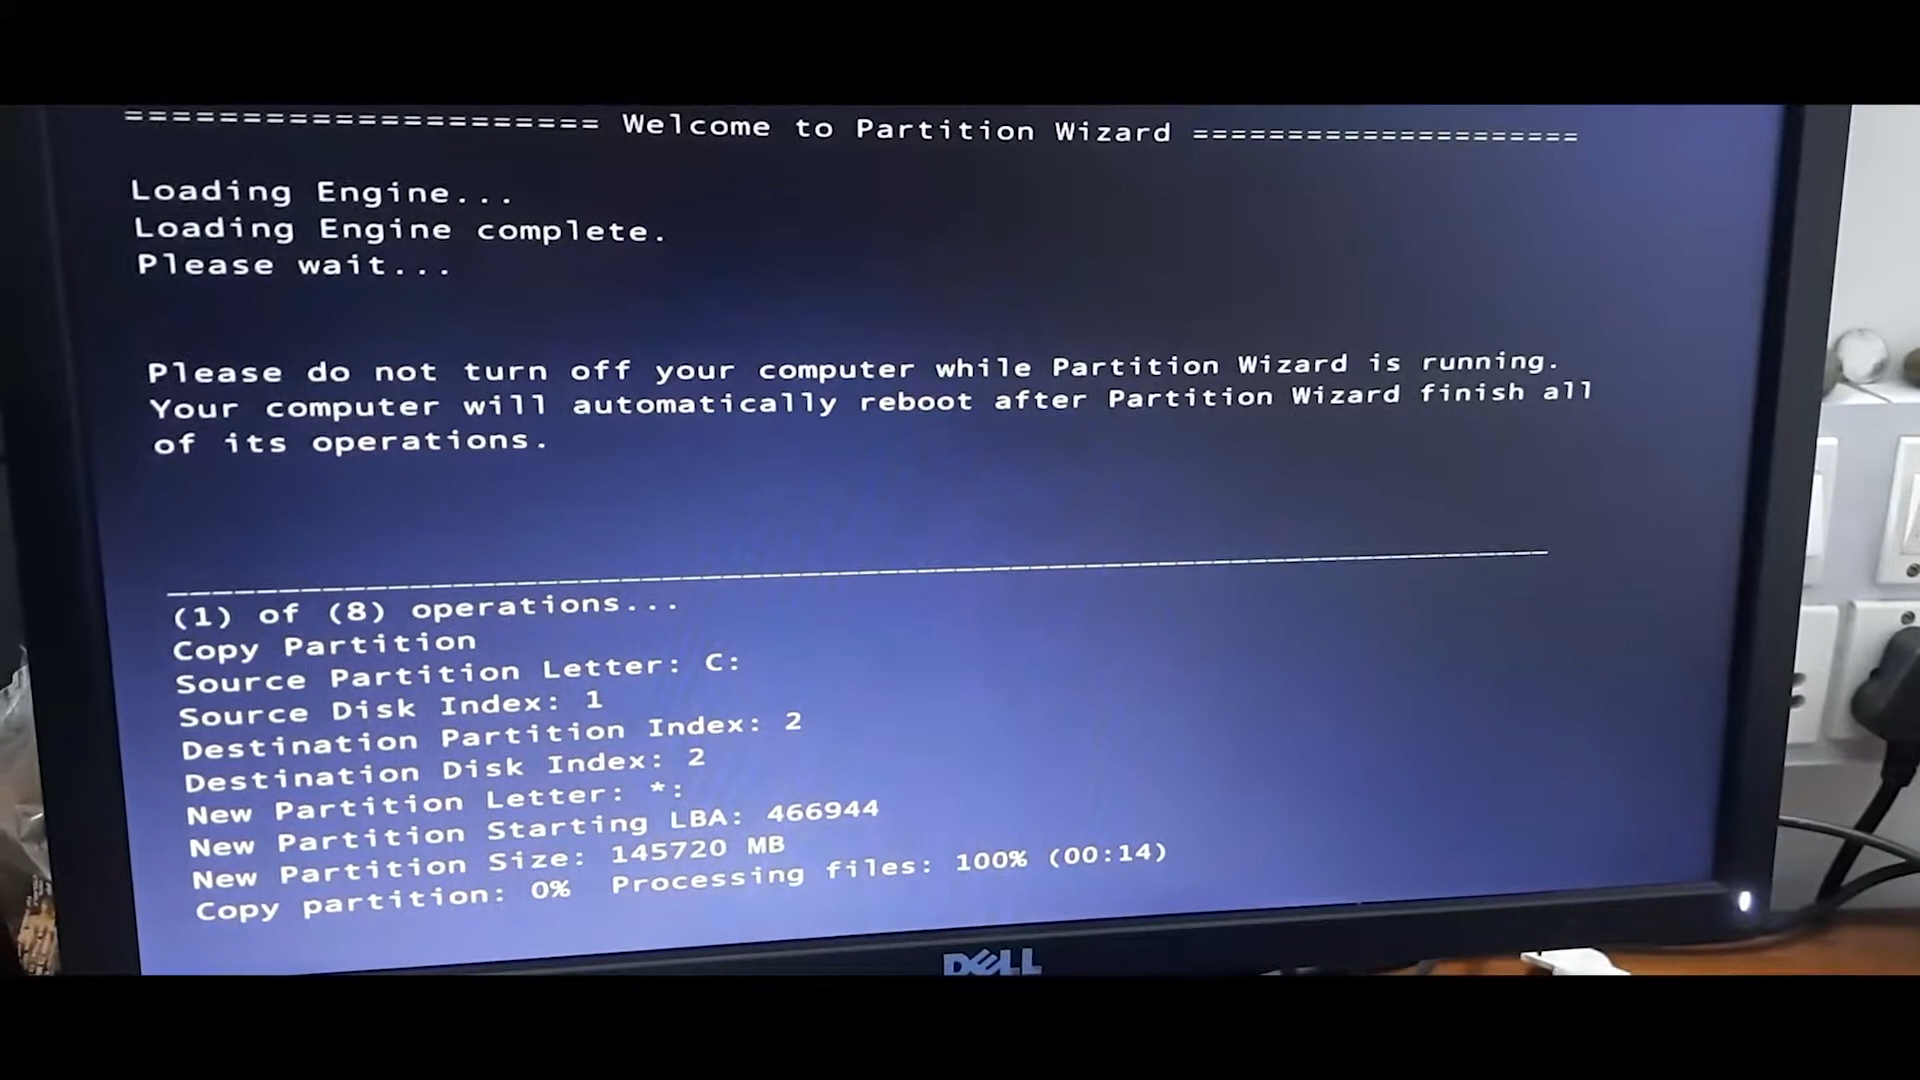 ===================== Welcome to Partition Wizard =====================
Loading Engine...
Loading Engine complete.
Please wait...
Please do not turn off your computer while Partition Wizard is running.
Your computer will automatically reboot after Partition Wizard finish all
of its operations.
(1) of (8) operations...
Copy Partition
Source Partition Letter: C:
Source Disk Index: 1
Destination Partition Index: 2
Destination Disk Index: 2
New Partition Letter: *:
New Partition Starting LBA: 466944
New Partition Size: 145720 MB
Copy partition: 0% Processing files: 100% (00:14)
DELL